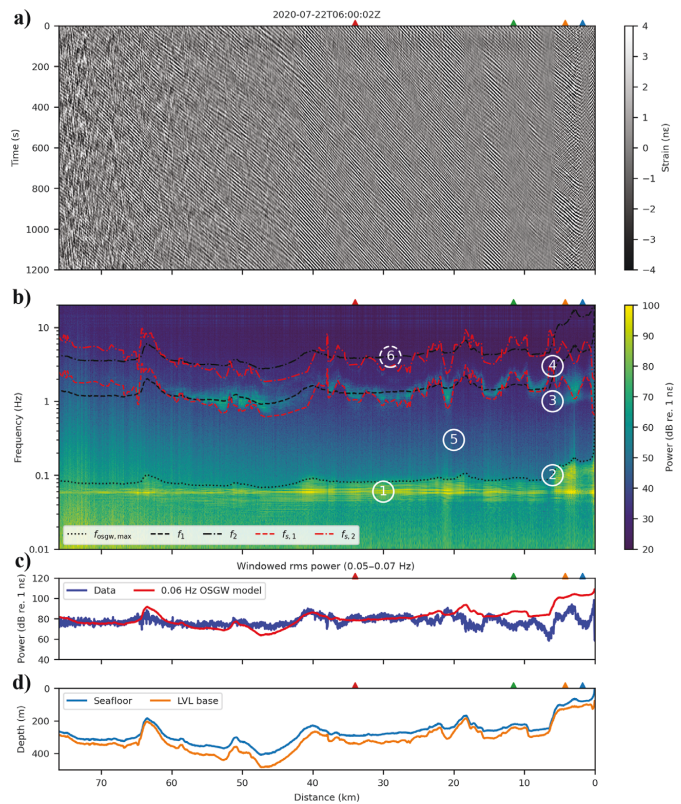 a)
2020-07-22T06:00:02Z
0
200
400
600
800
1000
1200
Time (s)
4
3
2
1
0
−1
−2
−3
−4
Strain (nε)
b)
10
1
0.1
0.01
Frequency (Hz)
6
4
3
5
2
1
fosgw, max
f1
f2
fs, 1
fs, 2
100
90
80
70
60
50
40
30
20
Power (dB re. 1 nε)
c)
Windowed rms power (0.05–0.07 Hz)
120
100
80
60
40
Power (dB re. 1 nε)
Data
0.06 Hz OSGW model
d)
0
200
400
Depth (m)
Seafloor
LVL base
70 60 50 40 30 20 10 0
Distance (km)